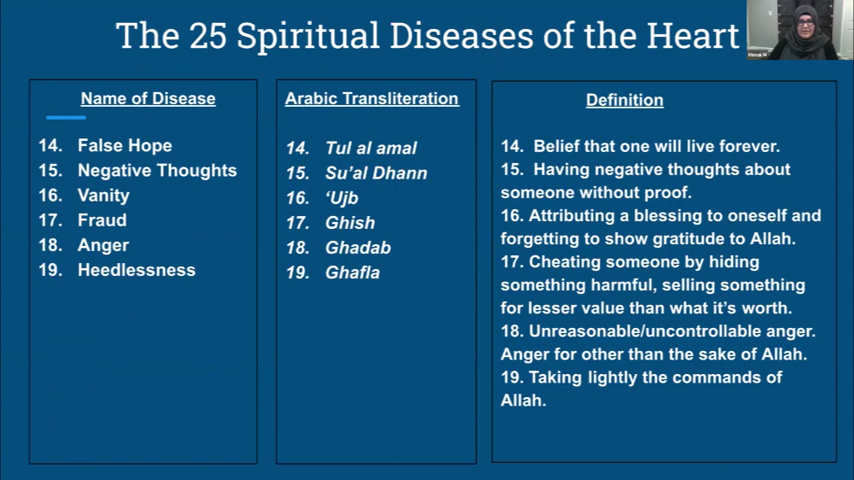 The 25 Spiritual Diseases of the Heart
Name of Disease
14. False Hope
15. Negative Thoughts
16. Vanity
17. Fraud
18. Anger
19. Heedlessness
Arabic Transliteration
14. Tul al amal
15. Su’al Dhann
16. ‘Ujb
17. Ghish
18. Ghadab
19. Ghafla
Definition
14. Belief that one will live forever.
15. Having negative thoughts about
someone without proof.
16. Attributing a blessing to oneself and
forgetting to show gratitude to Allah.
17. Cheating someone by hiding
something harmful, selling something
for lesser value than what it’s worth.
18. Unreasonable/uncontrollable anger.
Anger for other than the sake of Allah.
19. Taking lightly the commands of
Allah.